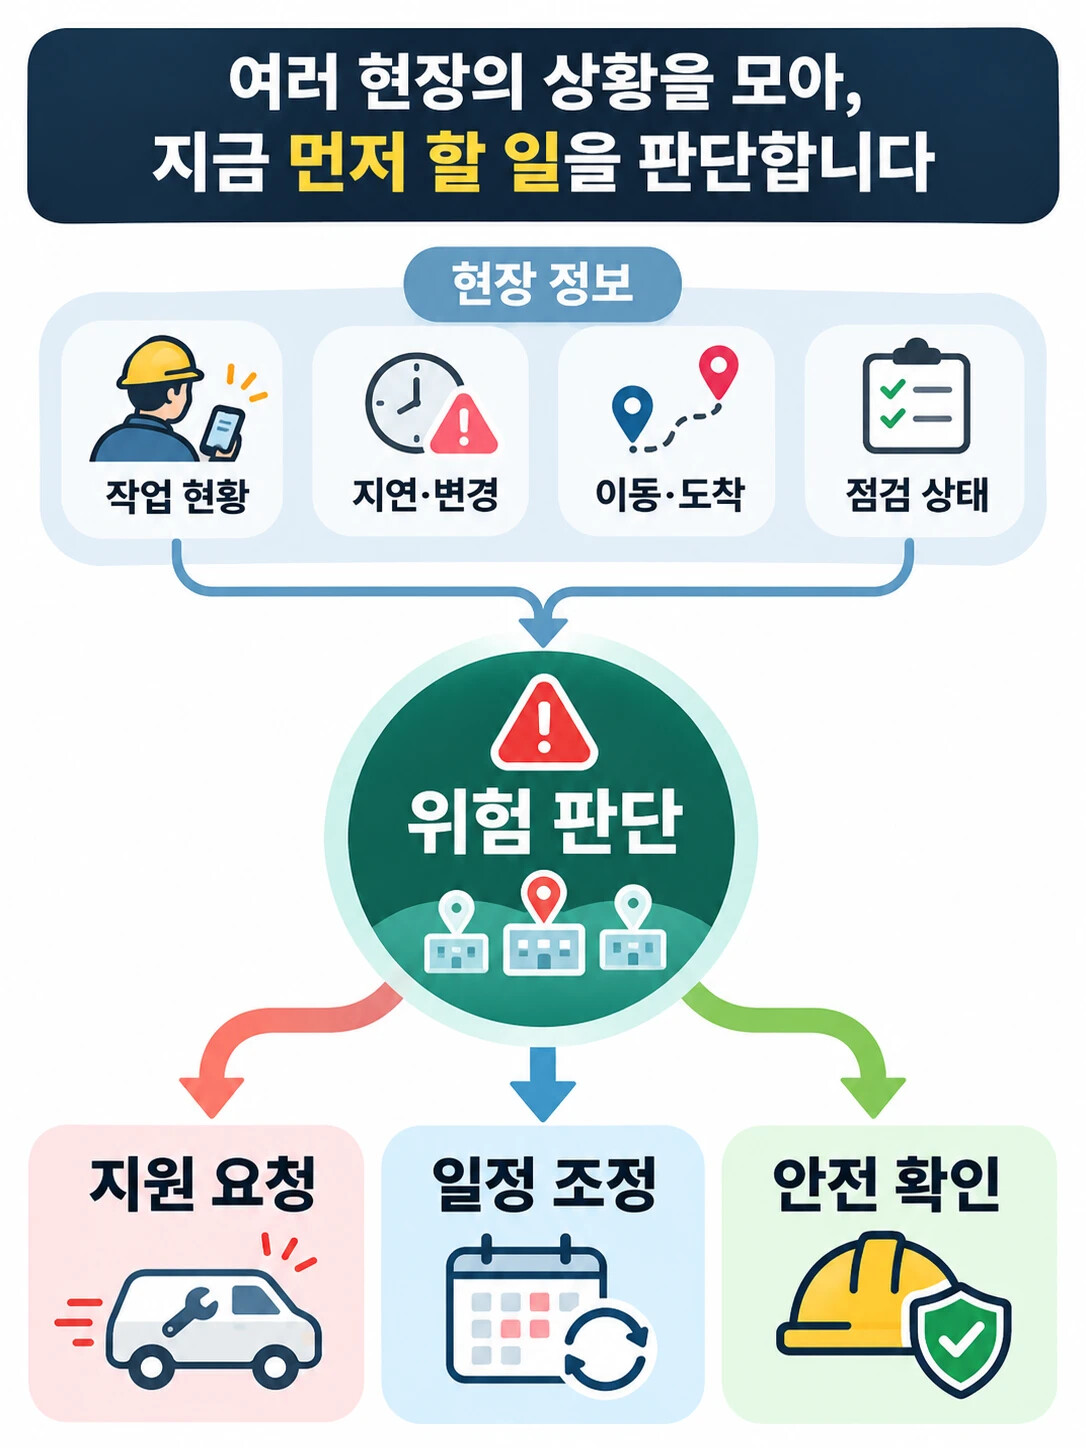 여러 현장의 상황을 모아,
지금 먼저 할 일을 판단합니다
현장 정보
작업 현황
지연·변경
이동·도착
점검 상태
위험 판단
지원 요청
일정 조정
안전 확인